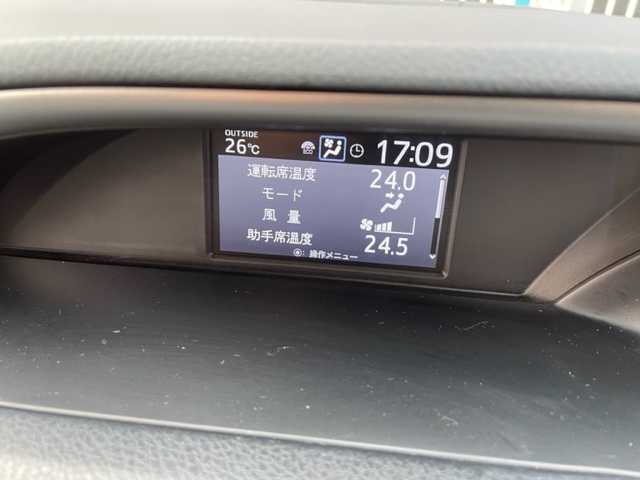 OUTSIDE
26℃ ECO 17:09
運転席温度 24.0
モード
風量
助手席温度 24.5
: 操作メニュー